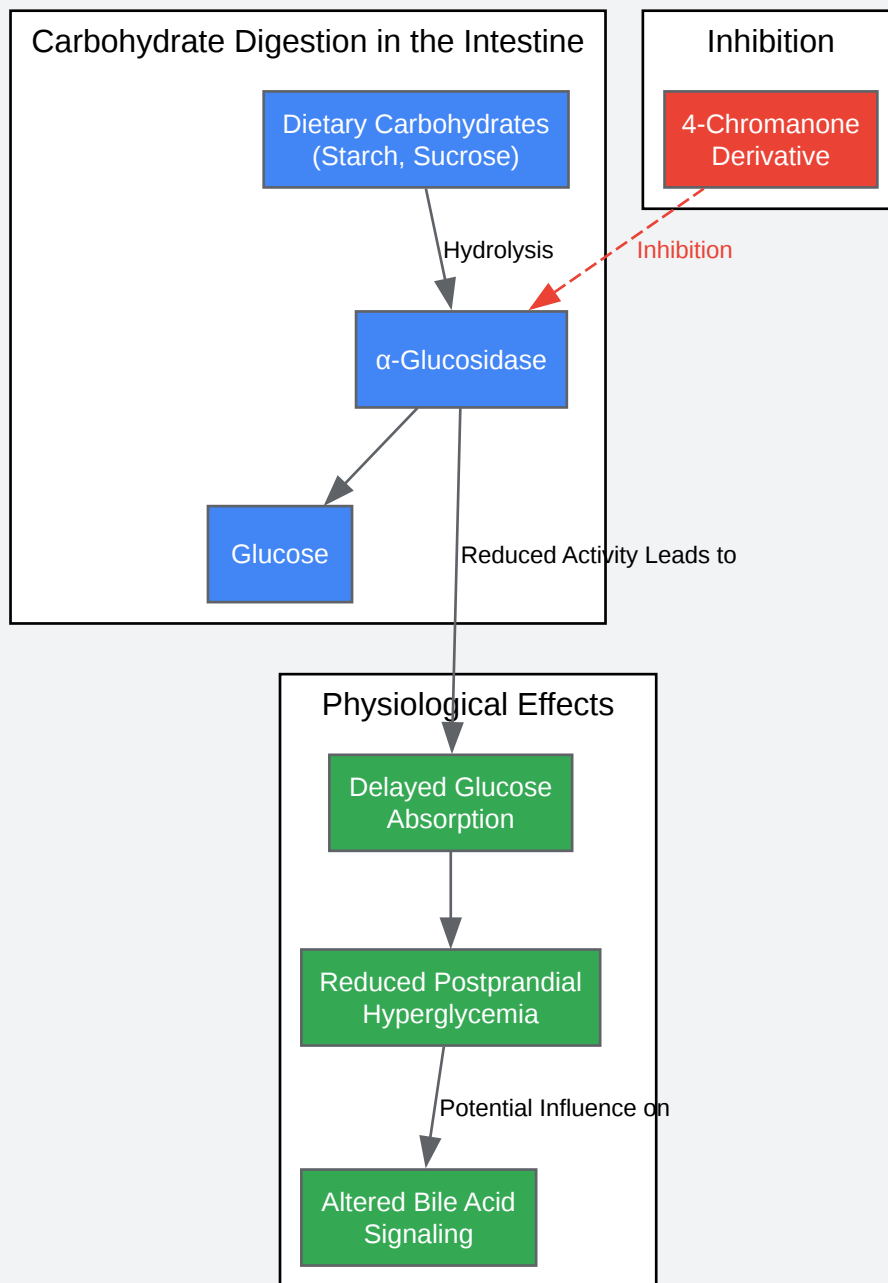 Carbohydrate Digestion in the Intestine
Inhibition
Dietary Carbohydrates
(Starch, Sucrose)
4-Chromanone
Derivative
Hydrolysis
Inhibition
α-Glucosidase
Glucose
Reduced Activity Leads to
Physiological Effects
Delayed Glucose
Absorption
Reduced Postprandial
Hyperglycemia
Potential Influence on
Altered Bile Acid
Signaling